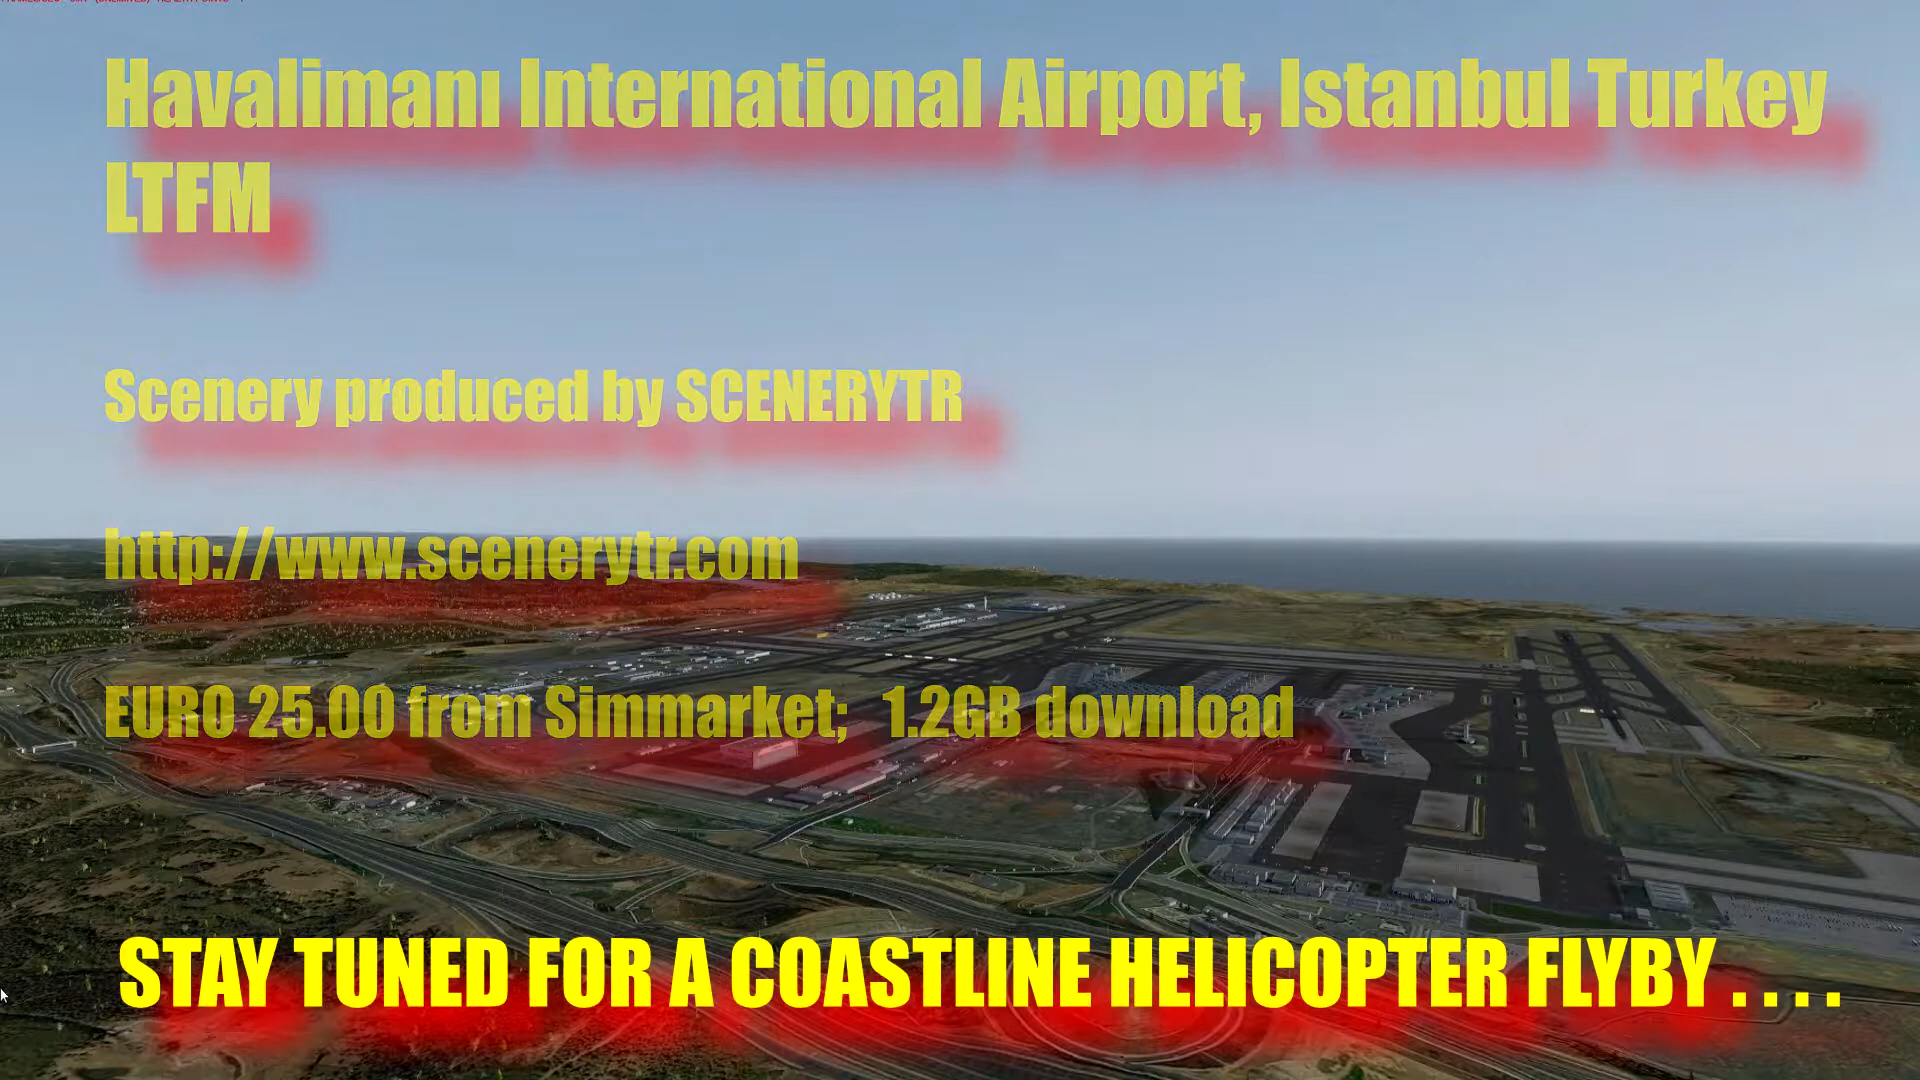 Havalimanı International Airport, Istanbul Turkey
LTFM
Scenery produced by SCENERYTR
http://www.scenerytr.com
EURO 25.00 from Simmarket; 1.2GB download
STAY TUNED FOR A COASTLINE HELICOPTER FLYBY . . . .